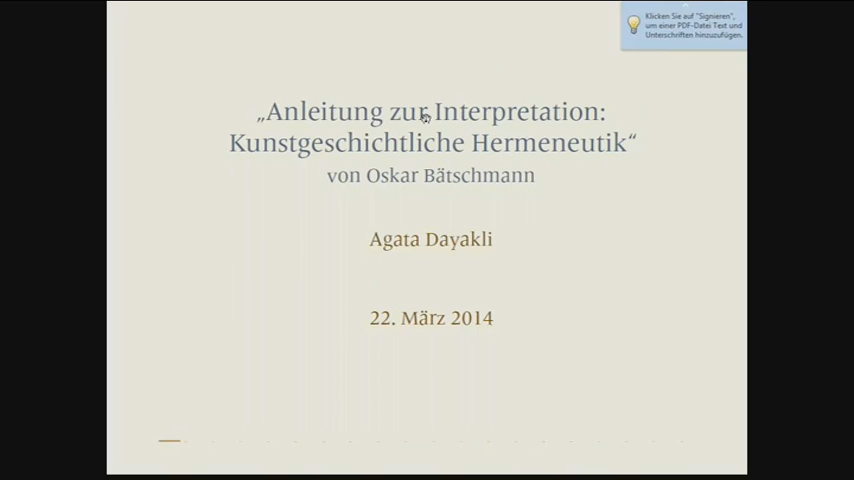 Klicken Sie auf "Signieren",
um einer PDF-Datei Text und
Unterschriften hinzuzufügen.
„Anleitung zur Interpretation:
Kunstgeschichtliche Hermeneutik“
von Oskar Bätschmann
Agata Dayakli
22. März 2014